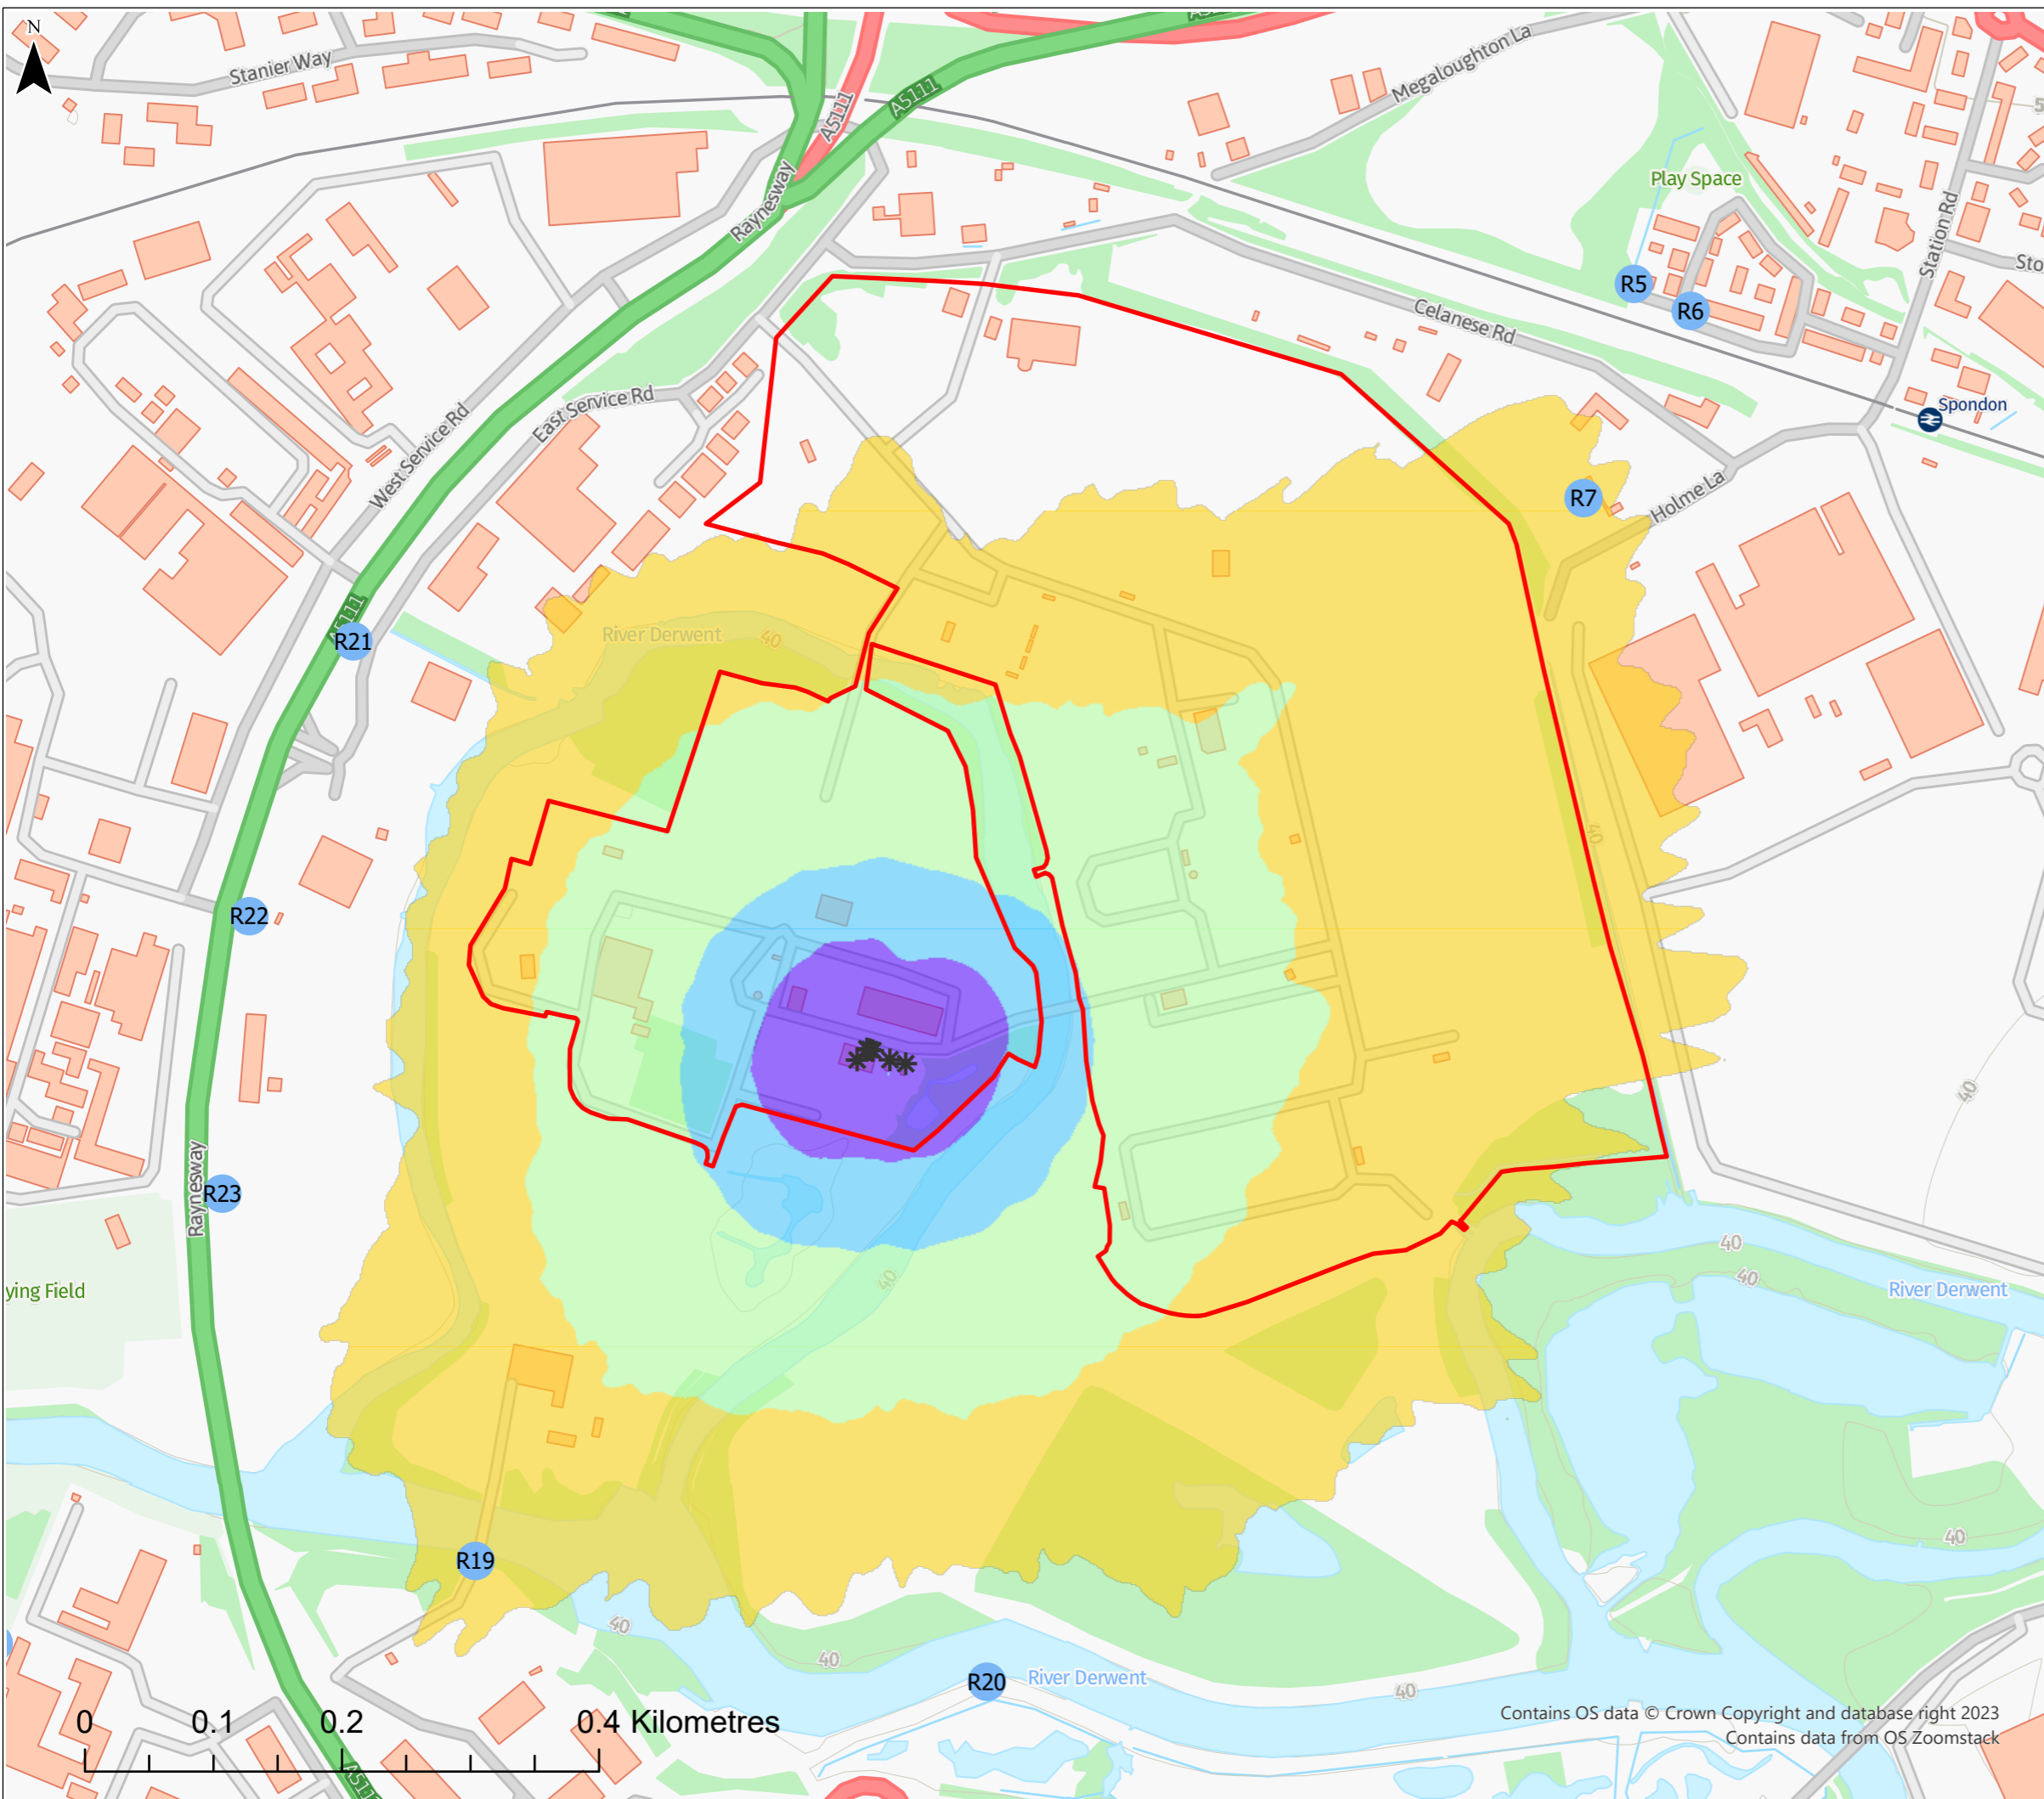 N
Stanier Way
A5111
A5111
Megaloughton La
Raynesway
Play Space
Station Rd
R5
R6
Celanese Rd
Spondon
East Service Rd
West Service Rd
R7
Holme La
A5111
R21
River Derwent
40
40
R22
40
Raynesway
R23
40
40
40
River Derwent
ying Field
40
R19
40
40
R20
River Derwent
40
0 0.1 0.2 0.4 Kilometres
Contains OS data © Crown Copyright and database right 2023
Contains data from OS Zoomstack